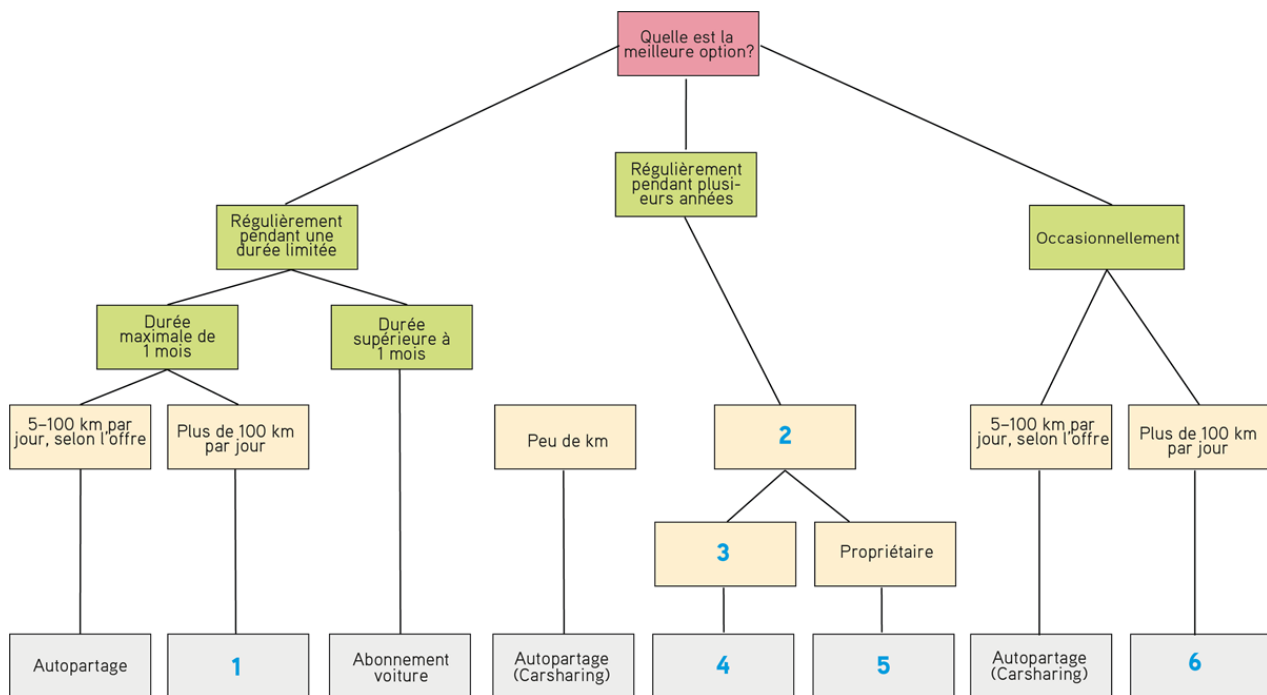 Quelle est la
meilleure option?
Régulièrement
pendant plusi-
eurs années
Régulièrement
pendant une
durée limitée
Occasionnellement
Durée
maximale de
1 mois
Durée
supérieure à
1 mois
5–100 km par
jour, selon l'offre
Plus de 100 km
par jour
Peu de km
2
5–100 km par
jour, selon l'offre
Plus de 100 km
par jour
3
Propriétaire
Autopartage
1
Abonnement
voiture
Autopartage
(Carsharing)
4
5
Autopartage
(Carsharing)
6